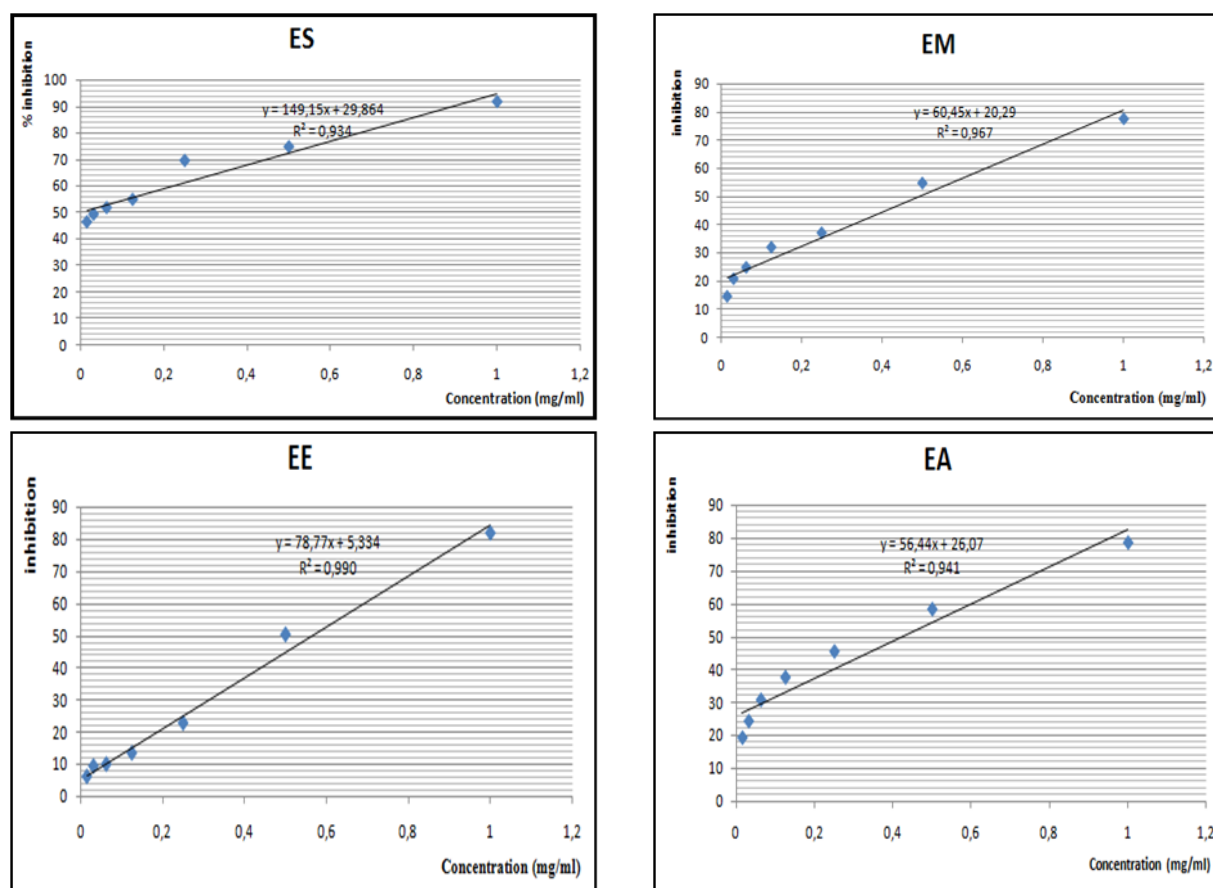 ES
% inhibition
100
90
80
70
60
50
40
30
20
10
0
y = 149,15x + 29,864
R² = 0,934
0 0,2 0,4 0,6 0,8 1 1,2
Concentration (mg/ml)
EM
inhibition
90
80
70
60
50
40
30
20
10
0
y = 60,45x + 20,29
R² = 0,967
0 0,2 0,4 0,6 0,8 1 1,2
Concentration (mg/ml)
EE
inhibition
90
80
70
60
50
40
30
20
10
0
y = 78,77x + 5,334
R² = 0,990
0 0,2 0,4 0,6 0,8 1 1,2
Concentration (mg/ml)
EA
inhibition
90
80
70
60
50
40
30
20
10
0
y = 56,44x + 26,07
R² = 0,941
0 0,2 0,4 0,6 0,8 1 1,2
Concentration (mg/ml)